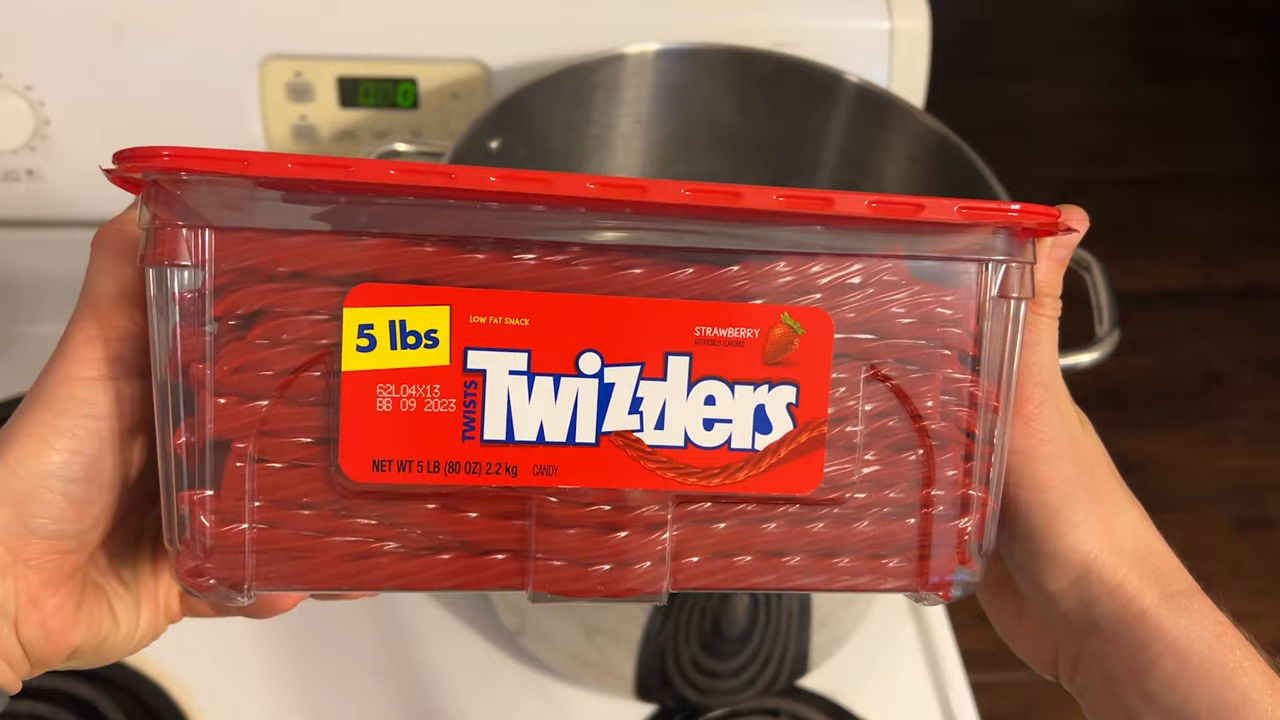 5 lbs
LOW FAT SNACK
STRAWBERRY
ARTIFICIALLY FLAVORED
62L04X13
BB 09 2023
TWISTS
Twizzlers
NET WT 5 LB (80 OZ) 2.2 kg CANDY